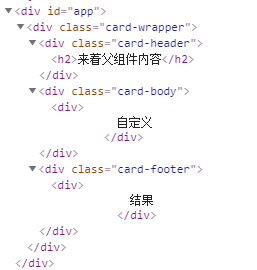 <div id="app">
<div class="card-wrapper">
<div class="card-header">
<h2>来着父组件内容</h2>
</div>
<div class="card-body">
<div>
自定义
</div>
</div>
<div class="card-footer">
<div>
结果
</div>
</div>
</div>
</div>